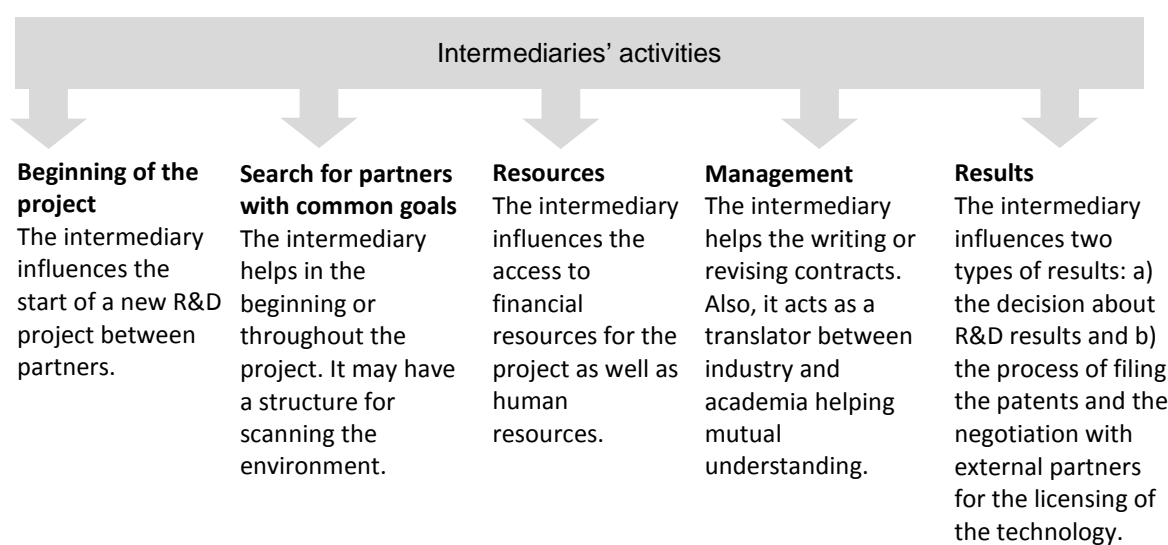 Intermediaries’ activities
Beginning of the
project
The intermediary
influences the
start of a new R&D
project between
partners.
Search for partners
with common goals
The intermediary
helps in the
beginning or
throughout the
project. It may have
a structure for
scanning the
environment.
Resources
The intermediary
influences the
access to
financial
resources for the
project as well as
human
resources.
Management
The intermediary
helps the writing or
revising contracts.
Also, it acts as a
translator between
industry and
academia helping
mutual
understanding.
Results
The intermediary
influences two
types of results: a)
the decision about
R&D results and b)
the process of filing
the patents and the
negotiation with
external partners
for the licensing of
the technology.